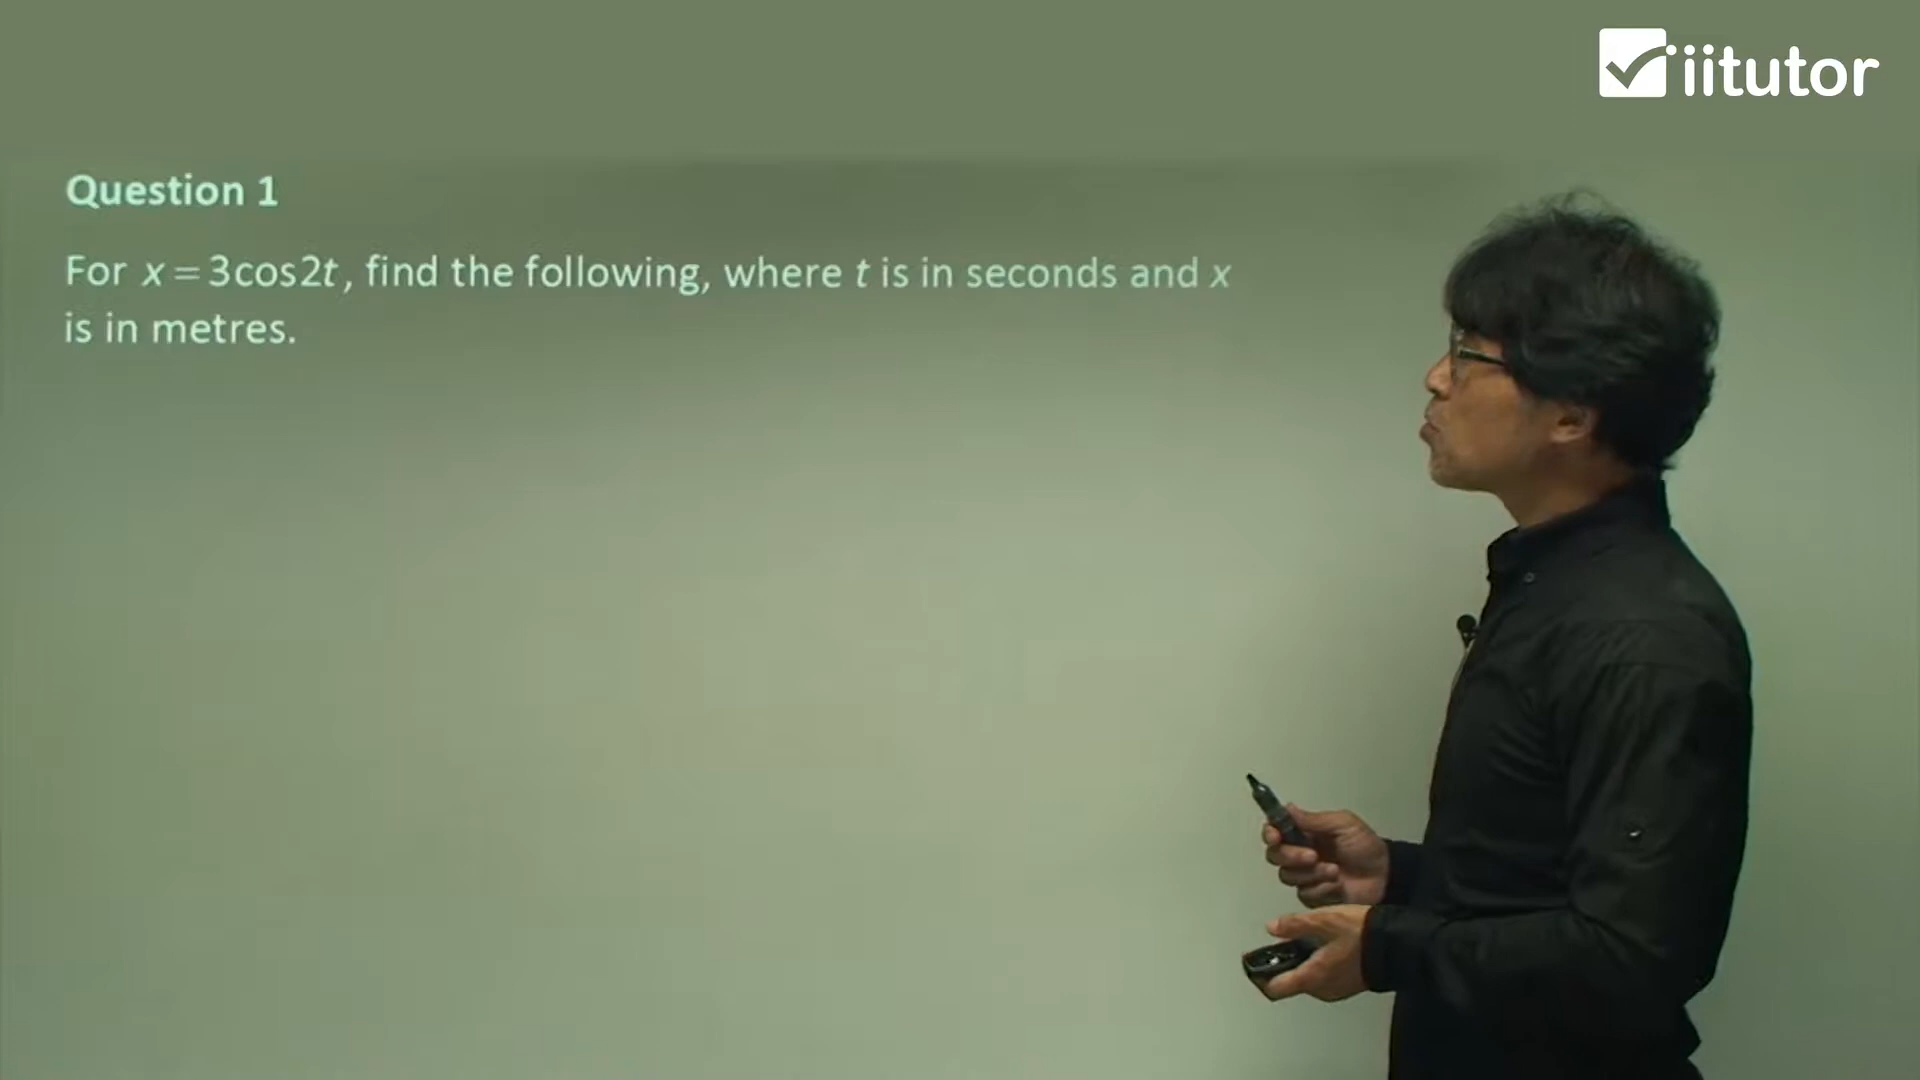 iitutor
Question 1
For x = 3cos2t, find the following, where t is in seconds and x
is in metres.